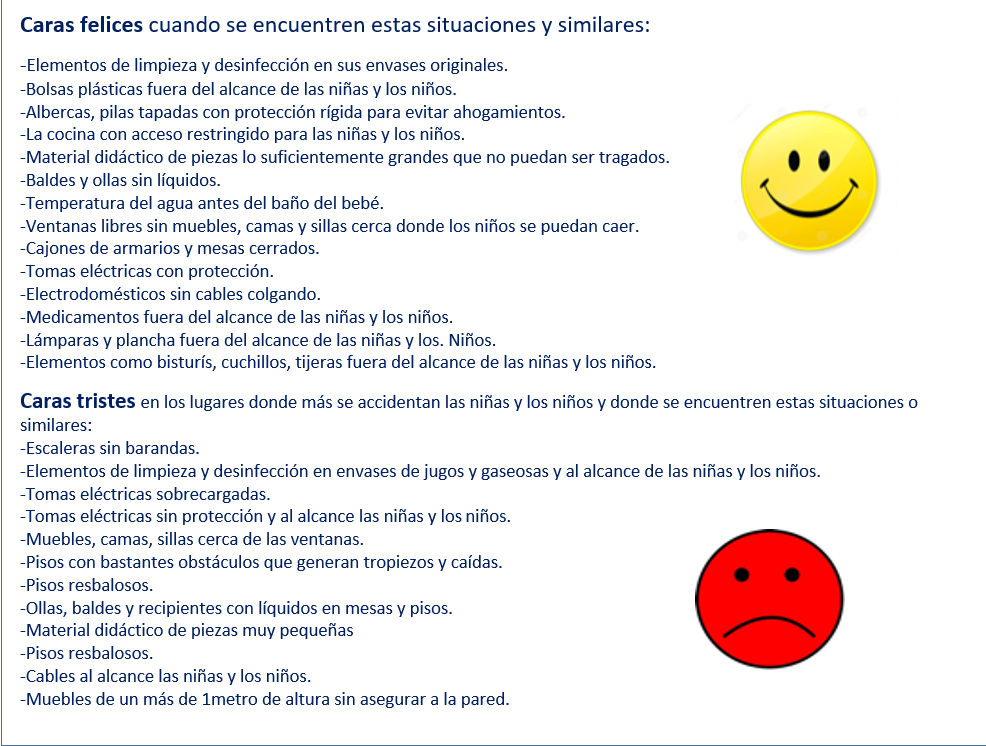 Caras felices cuando se encuentren estas situaciones y similares:
-Elementos de limpieza y desinfección en sus envases originales.
-Bolsas plásticas fuera del alcance de las niñas y los niños.
-Albercas, pilas tapadas con protección rígida para evitar ahogamientos.
-La cocina con acceso restringido para las niñas y los niños.
-Material didáctico de piezas lo suficientemente grandes que no puedan ser tragados.
-Baldes y ollas sin líquidos.
-Temperatura del agua antes del baño del bebé.
-Ventanas libres sin muebles, camas y sillas cerca donde los niños se puedan caer.
-Cajones de armarios y mesas cerrados.
-Tomas eléctricas con protección.
-Electrodomésticos sin cables colgando.
-Medicamentos fuera del alcance de las niñas y los niños.
-Lámparas y plancha fuera del alcance de las niñas y los. Niños.
-Elementos como bisturís, cuchillos, tijeras fuera del alcance de las niñas y los niños.
Caras tristes en los lugares donde más se accidentan las niñas y los niños y donde se encuentren estas situaciones o
similares:
-Escaleras sin barandas.
-Elementos de limpieza y desinfección en envases de jugos y gaseosas y al alcance de las niñas y los niños.
-Tomas eléctricas sobrecargadas.
-Tomas eléctricas sin protección y al alcance las niñas y los niños.
-Muebles, camas, sillas cerca de las ventanas.
-Pisos con bastantes obstáculos que generan tropiezos y caídas.
-Pisos resbalosos.
-Ollas, baldes y recipientes con líquidos en mesas y pisos.
-Material didáctico de piezas muy pequeñas
-Pisos resbalosos.
-Cables al alcance las niñas y los niños.
-Muebles de un más de 1metro de altura sin asegurar a la pared.